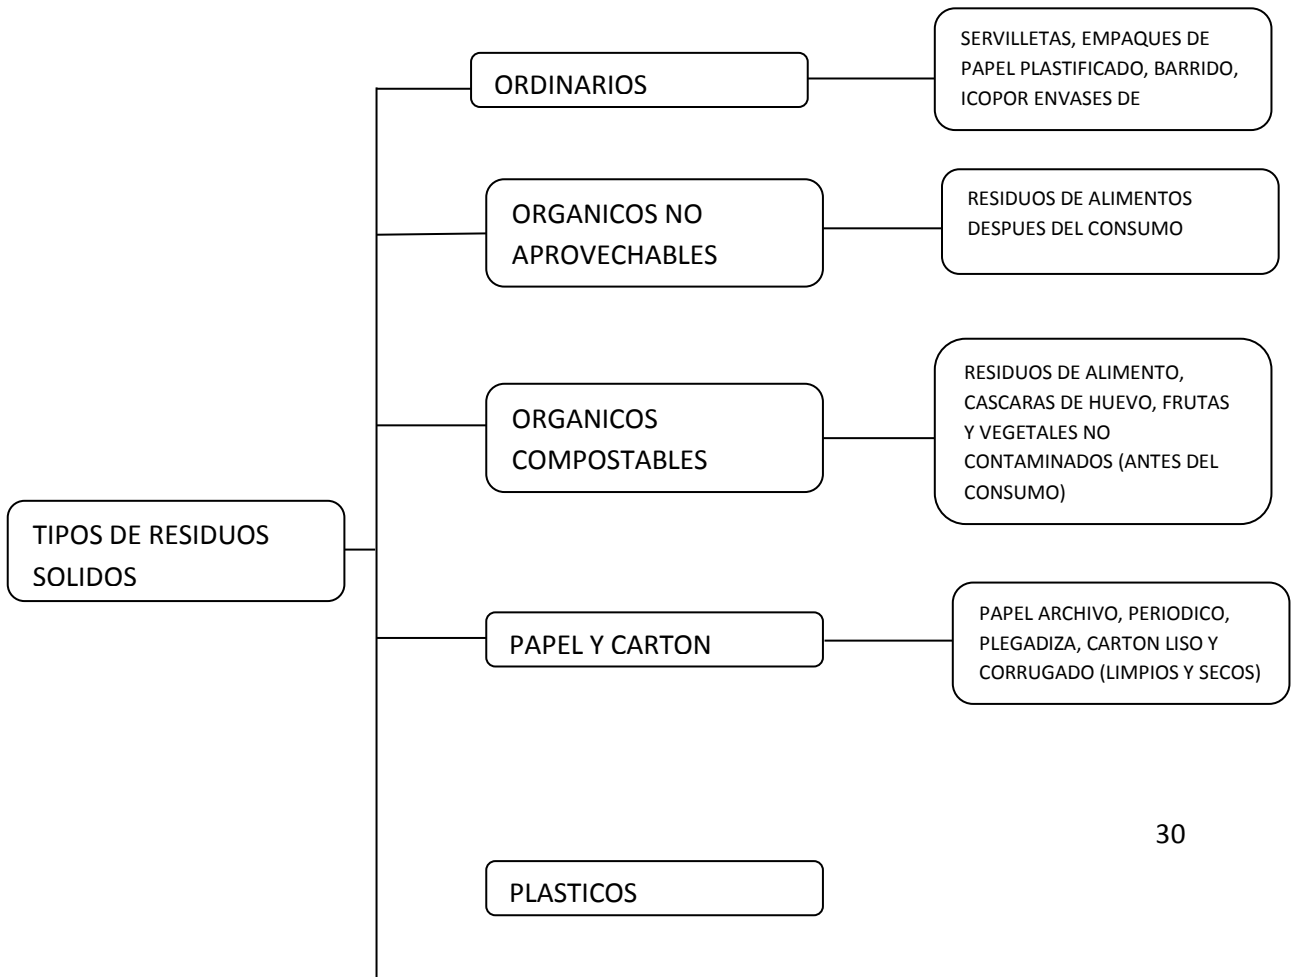 ORDINARIOS
SERVILLETAS, EMPAQUES DE
PAPEL PLASTIFICADO, BARRIDO,
ICOPOR ENVASES DE
ORGANICOS NO
APROVECHABLES
RESIDUOS DE ALIMENTOS
DESPUES DEL CONSUMO
ORGANICOS
COMPOSTABLES
RESIDUOS DE ALIMENTO,
CASCARAS DE HUEVO, FRUTAS
Y VEGETALES NO
CONTAMINADOS (ANTES DEL
CONSUMO)
TIPOS DE RESIDUOS
SOLIDOS
PAPEL Y CARTON
PAPEL ARCHIVO, PERIODICO,
PLEGADIZA, CARTON LISO Y
CORRUGADO (LIMPIOS Y SECOS)
30
PLASTICOS